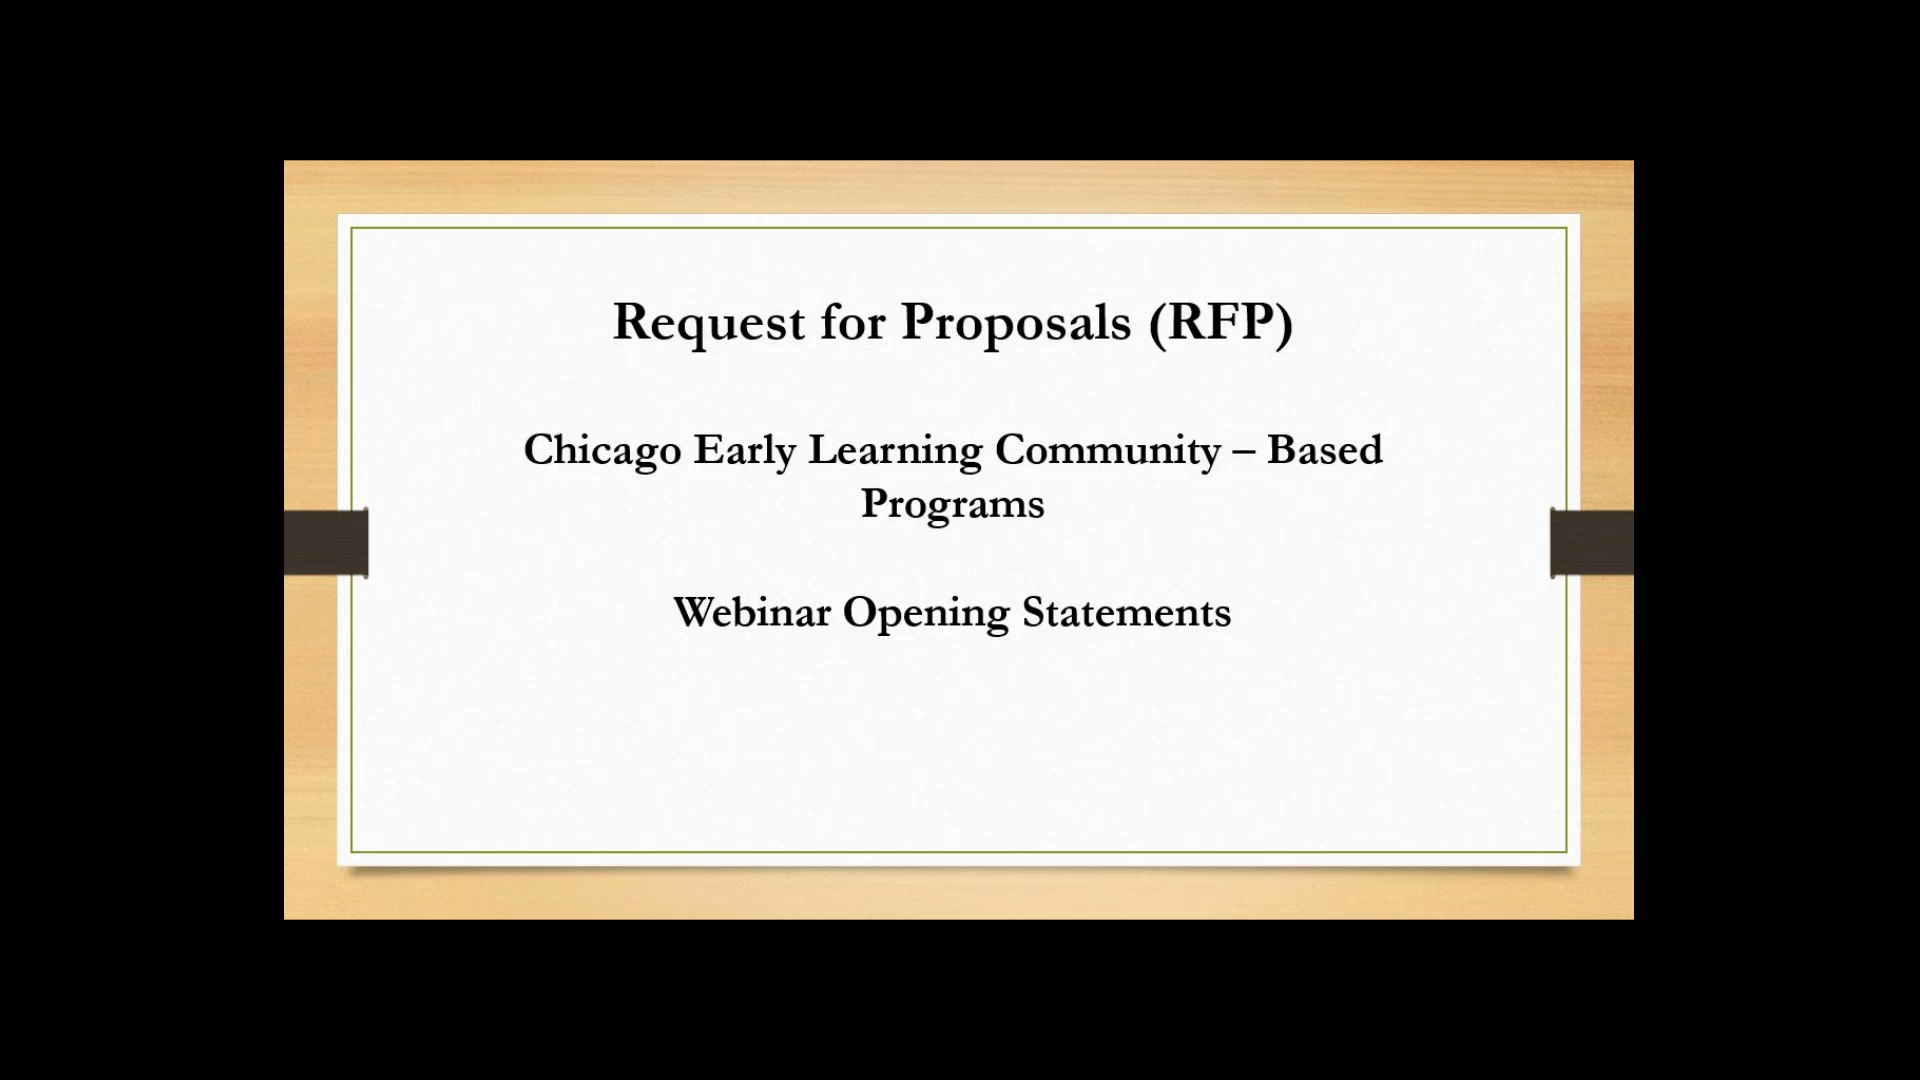 Request for Proposals (RFP)
Chicago Early Learning Community – Based
Programs
Webinar Opening Statements